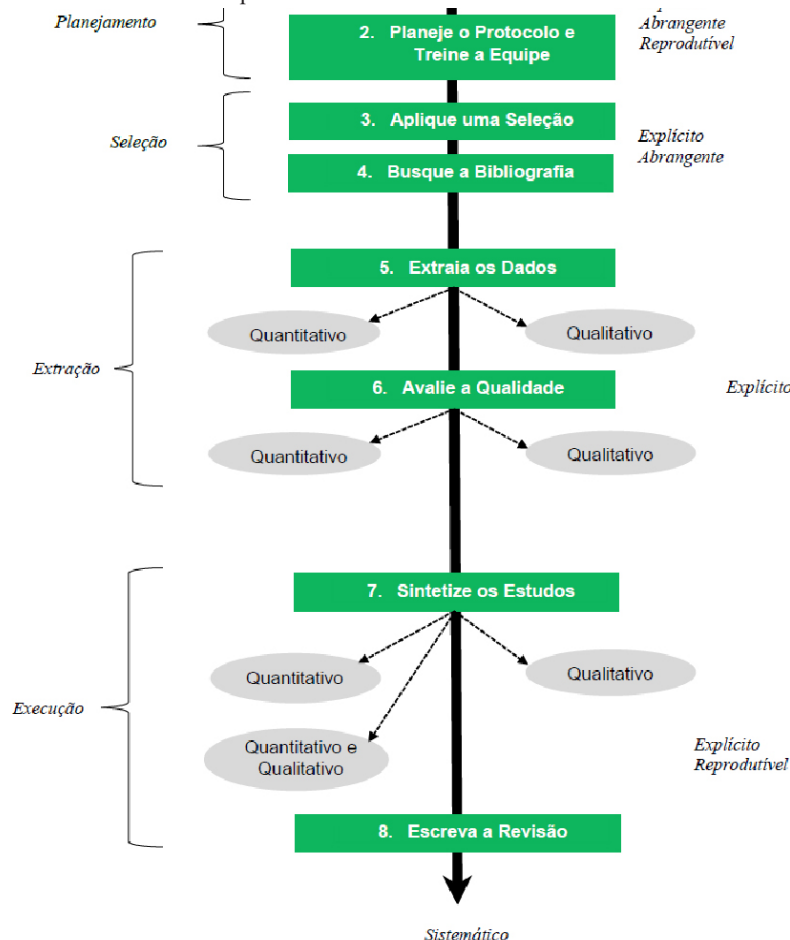 Planejamento
2. Planeje o Protocolo e
Treine a Equipe
Abrangente
Reprodutível
3. Aplique uma Seleção
Seleção
4. Busque a Bibliografia
Explícito
Abrangente
5. Extraia os Dados
Quantitativo
Qualitativo
Extração
6. Avalie a Qualidade
Explícito
Quantitativo
Qualitativo
7. Sintetize os Estudos
Quantitativo
Qualitativo
Execução
Quantitativo e
Qualitativo
Explícito
Reprodutível
8. Escreva a Revisão
Sistemático